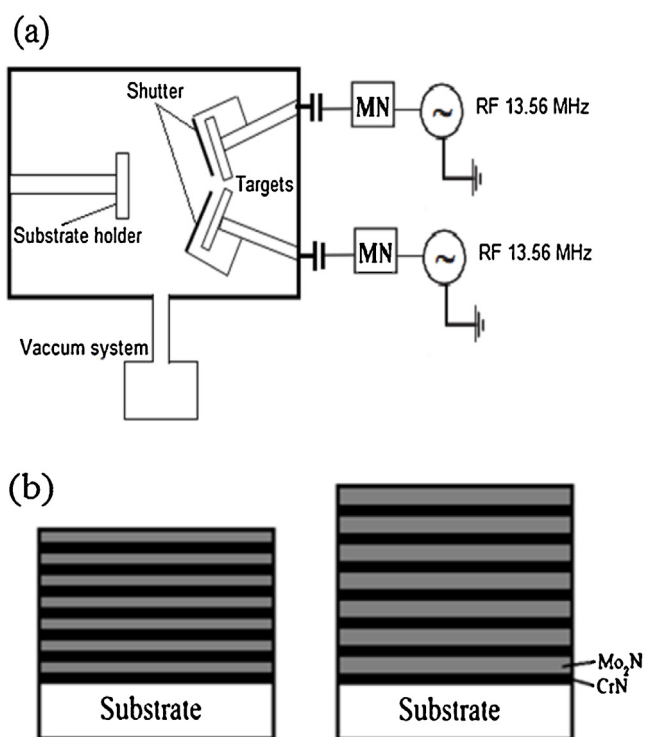 (a)
Shutter
MN
~
RF 13.56 MHz
Targets
Substrate holder
MN
~
RF 13.56 MHz
Vaccum system
(b)
Mo₂N
CrN
Substrate
Substrate